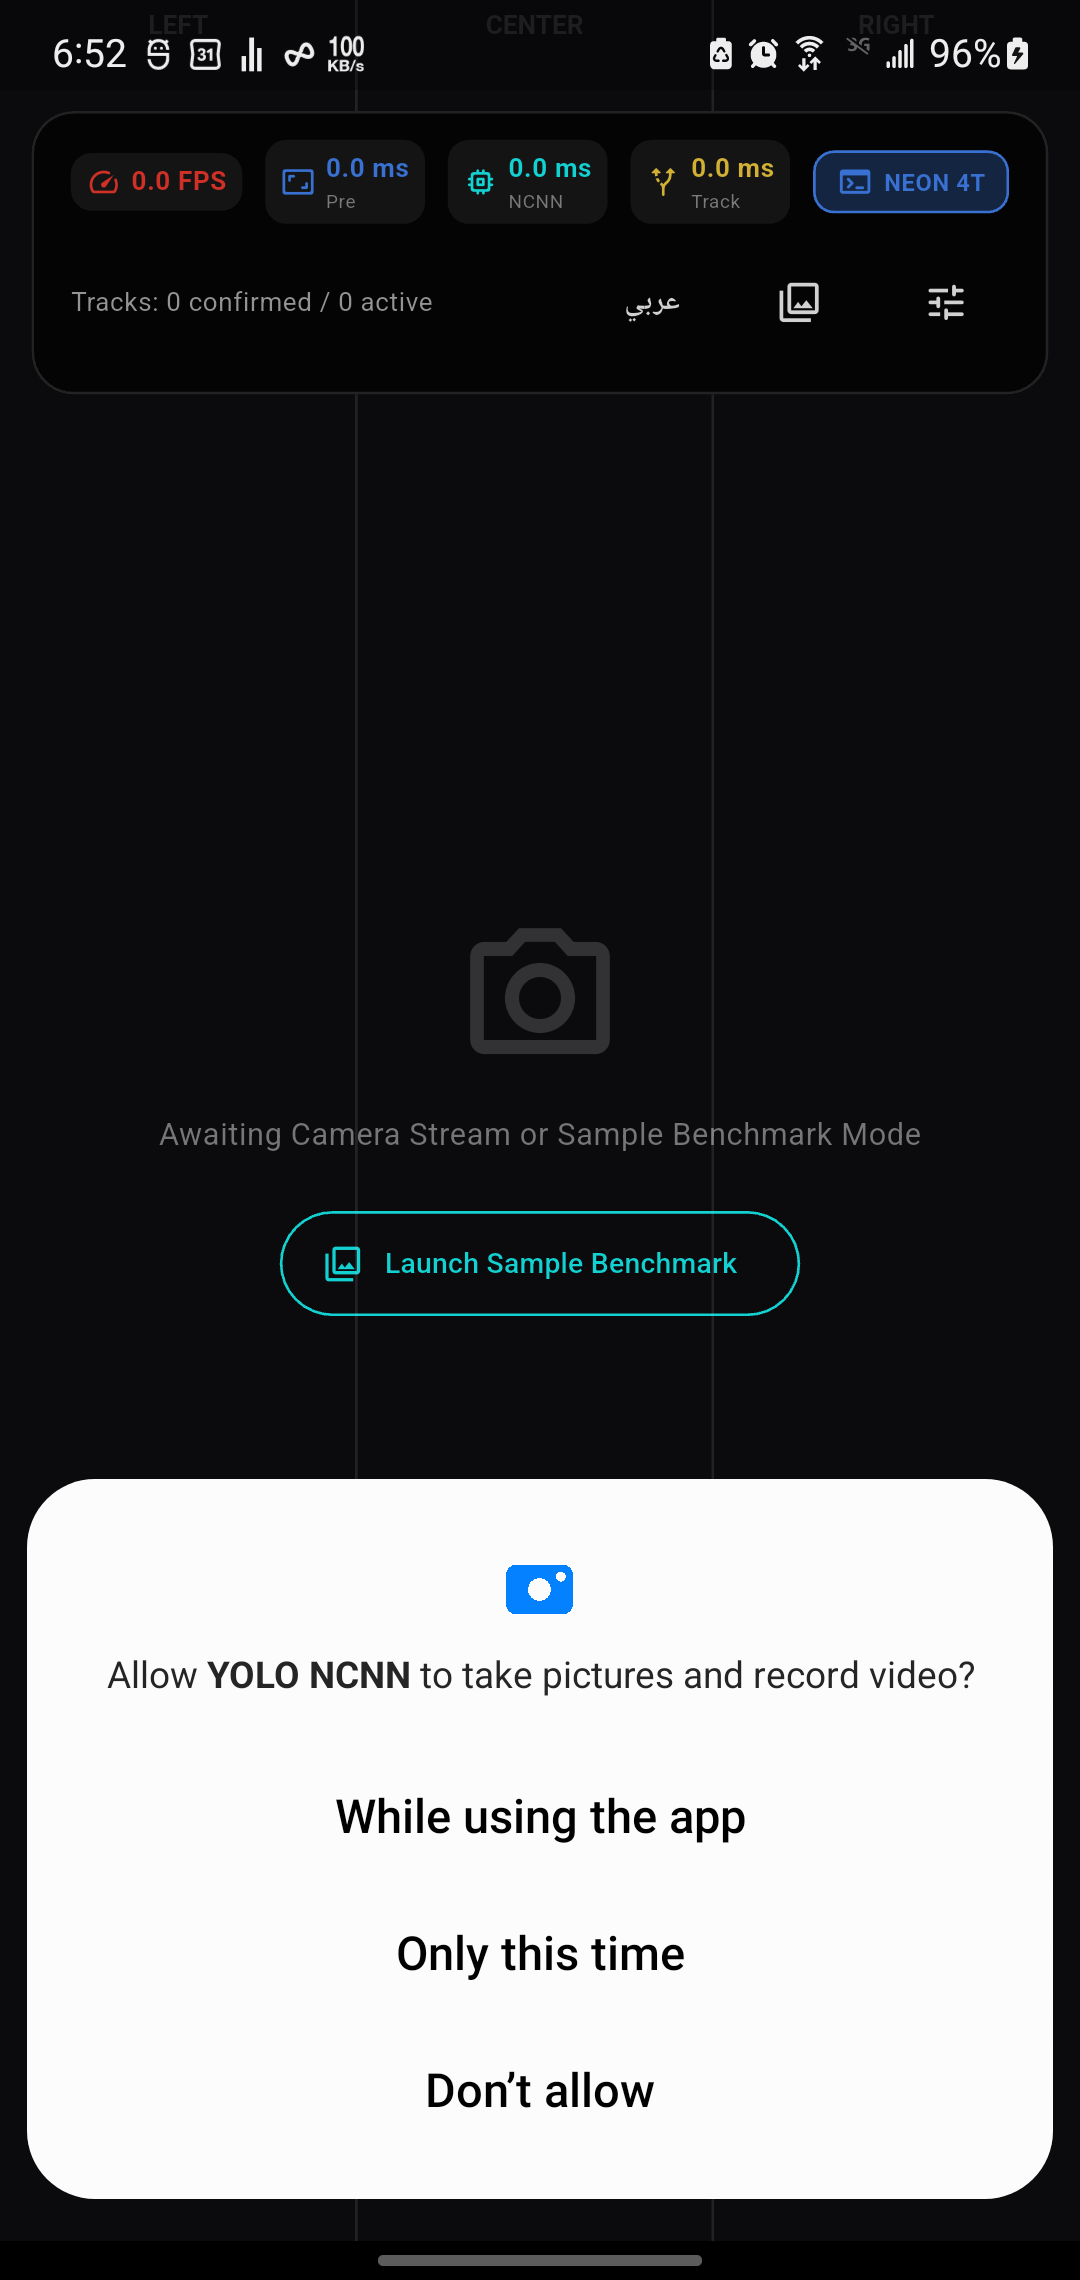 LEFT CENTER RIGHT
6:52 31 100 KB/s 3G 96%
0.0 FPS
0.0 ms
Pre
0.0 ms
NCNN
0.0 ms
Track
NEON 4T
Tracks: 0 confirmed / 0 active
عربي
Awaiting Camera Stream or Sample Benchmark Mode
Launch Sample Benchmark
Allow YOLO NCNN to take pictures and record video?
While using the app
Only this time
Don’t allow